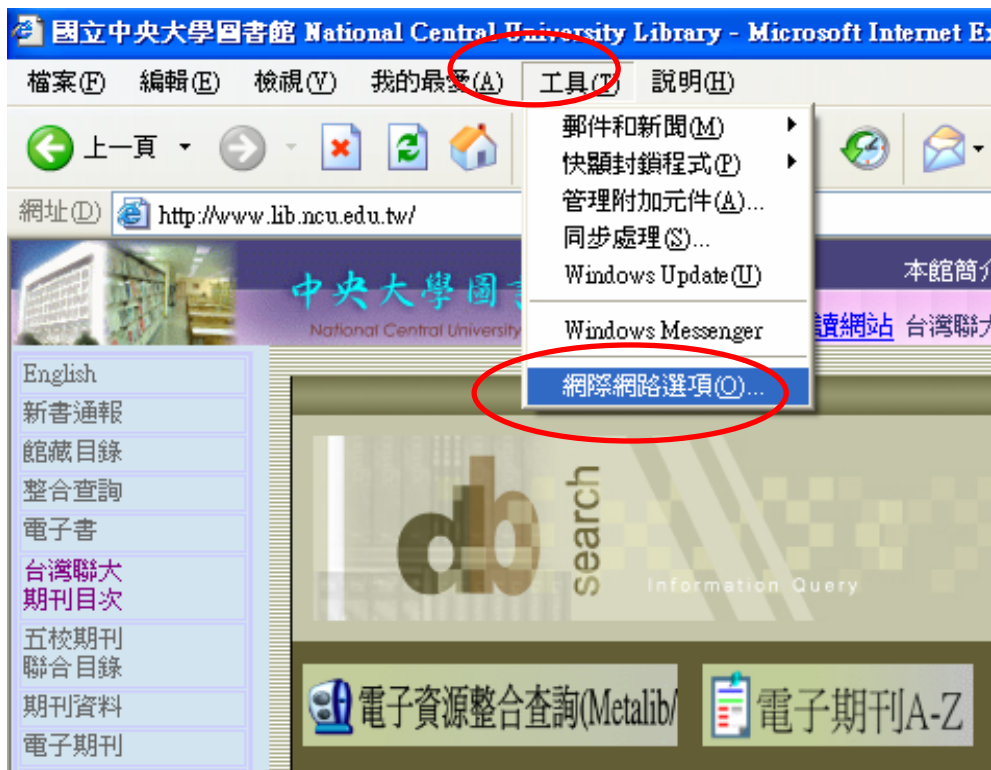 國立中央大學圖書館 National Central University Library - Microsoft Internet Ex
檔案(F) 編輯(E) 檢視(V) 我的最愛(A) 工具(T) 說明(H)
上一頁
郵件和新聞(M)
快顯封鎖程式(P)
管理附加元件(A)...
同步處理(S)...
Windows Update(U)
Windows Messenger
網際網路選項(O)...
網址(D) http://www.lib.ncu.edu.tw/
中央大學圖
National Central University
本館簡介
讀網站 台灣聯大
English
新書通報
館藏目錄
整合查詢
電子書
台灣聯大
期刊目次
五校期刊
聯合目錄
期刊資料
電子期刊
db
search
Information Query
電子資源整合查詢(Metalib/
電子期刊A-Z